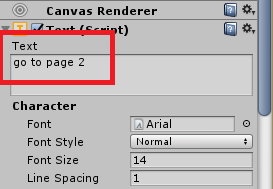 Canvas Renderer
Text (Script)
Text
go to page 2
Character
Font Arial
Font Style Normal
Font Size 14
Line Spacing 1